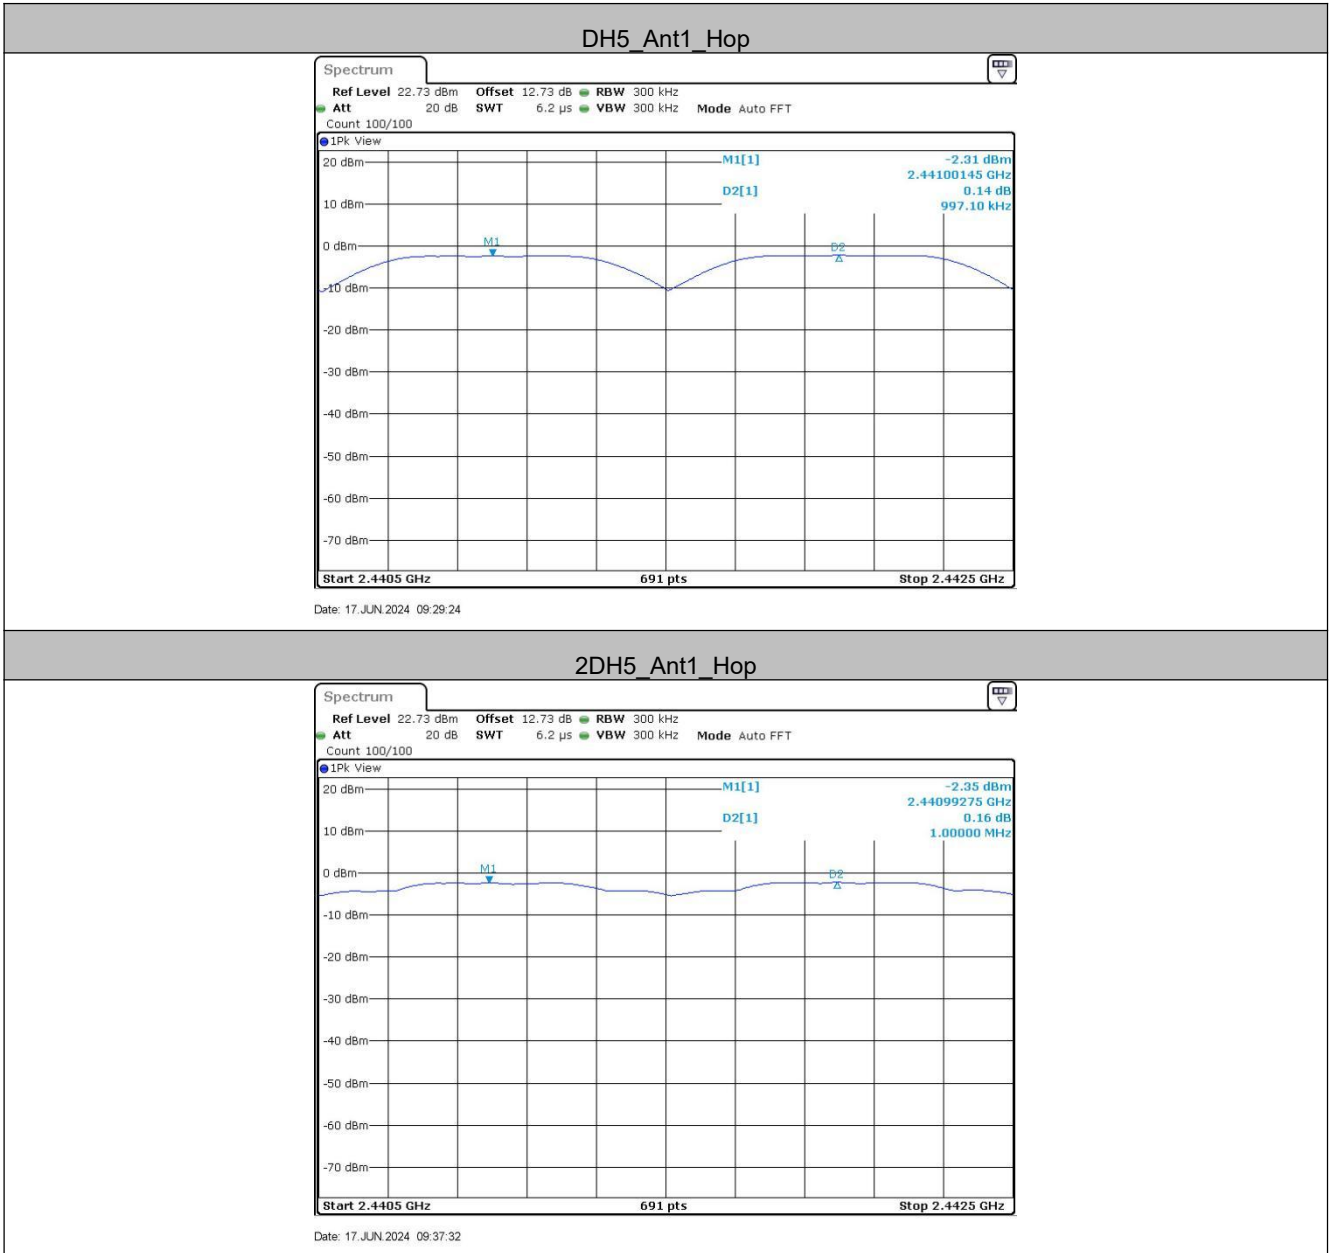 DH5_Ant1_Hop
Spectrum
Ref Level 22.73 dBm Offset 12.73 dB RBW 300 kHz
Att 20 dB SWT 6.2 µs VBW 300 kHz Mode Auto FFT
Count 100/100
1Pk View
M1[1] -2.31 dBm
2.44100145 GHz
D2[1] 0.14 dB
997.10 kHz
20 dBm
10 dBm
0 dBm
M1
D2
-10 dBm
-20 dBm
-30 dBm
-40 dBm
-50 dBm
-60 dBm
-70 dBm
Start 2.4405 GHz 691 pts Stop 2.4425 GHz
Date: 17.JUN.2024 09:29:24
2DH5_Ant1_Hop
Spectrum
Ref Level 22.73 dBm Offset 12.73 dB RBW 300 kHz
Att 20 dB SWT 6.2 µs VBW 300 kHz Mode Auto FFT
Count 100/100
1Pk View
M1[1] -2.35 dBm
2.44099275 GHz
D2[1] 0.16 dB
1.00000 MHz
20 dBm
10 dBm
0 dBm
M1
D2
-10 dBm
-20 dBm
-30 dBm
-40 dBm
-50 dBm
-60 dBm
-70 dBm
Start 2.4405 GHz 691 pts Stop 2.4425 GHz
Date: 17.JUN.2024 09:37:32